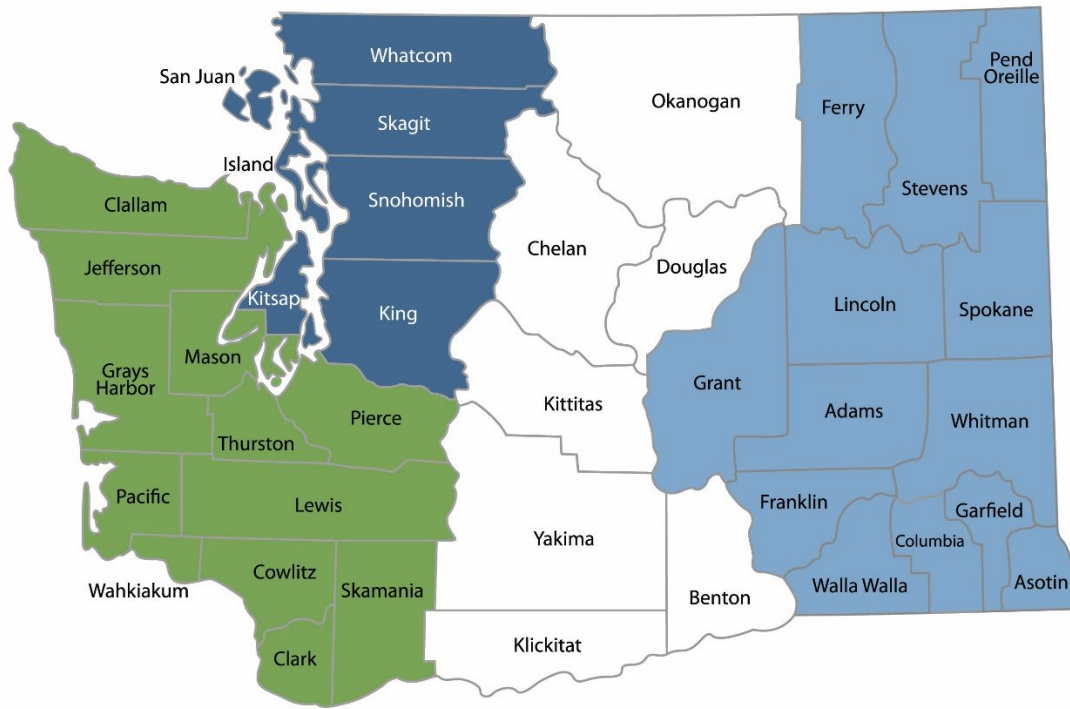 Whatcom
San Juan
Pend
Oreille
Okanogan
Ferry
Skagit
Island
Stevens
Snohomish
Clallam
Chelan
Douglas
Jefferson
Kitsap
King
Lincoln
Spokane
Mason
Grays
Harbor
Grant
Kittitas
Adams
Pierce
Whitman
Thurston
Pacific
Lewis
Franklin
Garfield
Yakima
Columbia
Cowlitz
Skamania
Wahkiakum
Walla Walla
Asotin
Benton
Klickitat
Clark